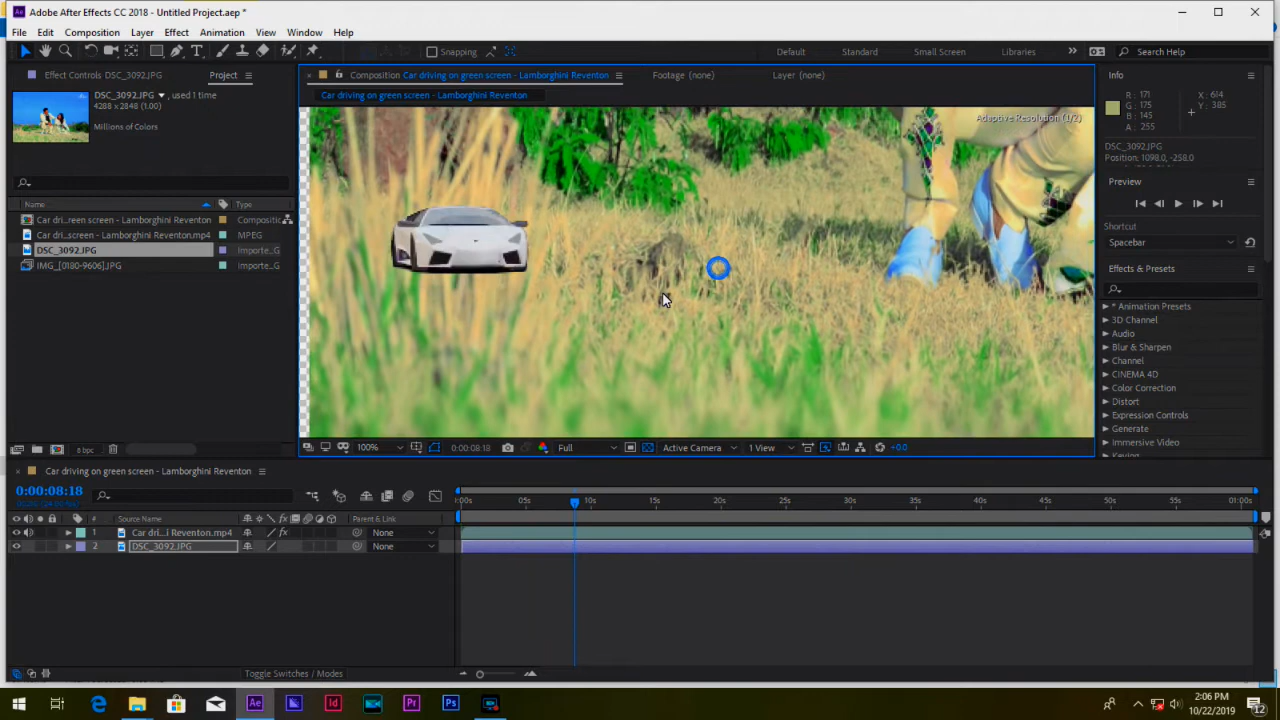 Adobe After Effects CC 2018 - Untitled Project.aep *
File Edit Composition Layer Effect Animation View Window Help
Snapping
Default Standard Small Screen Libraries Search Help
Effect Controls DSC_3092.JPG Project
Composition Car driving on green screen - Lamborghini Reventon
Footage (none) Layer (none)
Car driving on green screen - Lamborghini Reventon
DSC_3092.JPG , used 1 time
4288 x 2848 (1.00)
Millions of Colors
Adaptive Resolution (1/2)
Info
R : 171
G : 175
B : 145
A : 255
X : 614
Y : 385
DSC_3092.JPG
Position: 1098.0, -258.0
Preview
Shortcut
Spacebar
Effects & Presets
* Animation Presets
3D Channel
Audio
Blur & Sharpen
Channel
CINEMA 4D
Color Correction
Distort
Expression Controls
Generate
Immersive Video
Keying
Name Type
Car dri...reen screen - Lamborghini Reventon Compositi
Car dri...screen - Lamborghini Reventon.mp4 MPEG
DSC_3092.JPG Importe...G
IMG_[0180-9606].JPG Importe...G
8 bpc
100% 0:00:08:18 Full Active Camera 1 View +0.0
Car driving on green screen - Lamborghini Reventon
0:00:08:18
:00s 05s 10s 15s 20s 25s 30s 35s 40s 45s 50s 55s 01:00s
# Source Name Parent & Link
1 Car dri...i Reventon.mp4 fx None
2 DSC_3092.JPG None
Toggle Switches / Modes
2:06 PM
10/22/2019
12